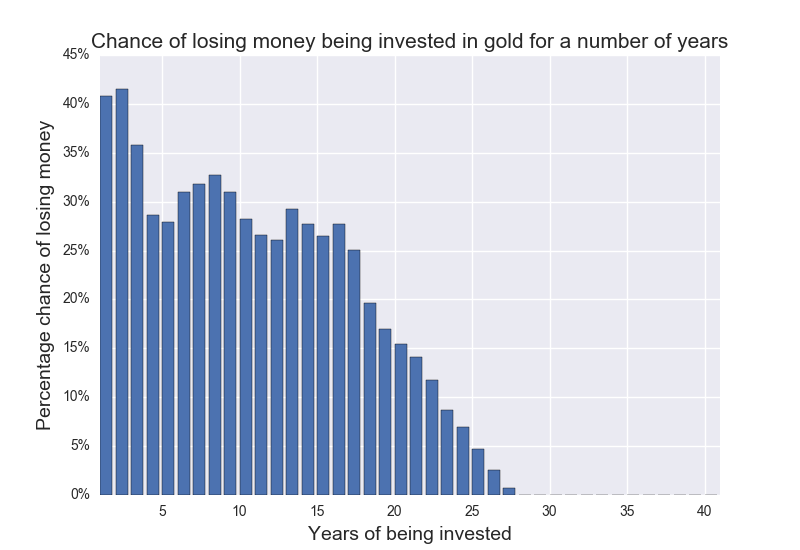 Chance of losing money being invested in gold for a number of years
45%
40%
35%
30%
25%
20%
15%
10%
5%
0%
Percentage chance of losing money
5 10 15 20 25 30 35 40
Years of being invested